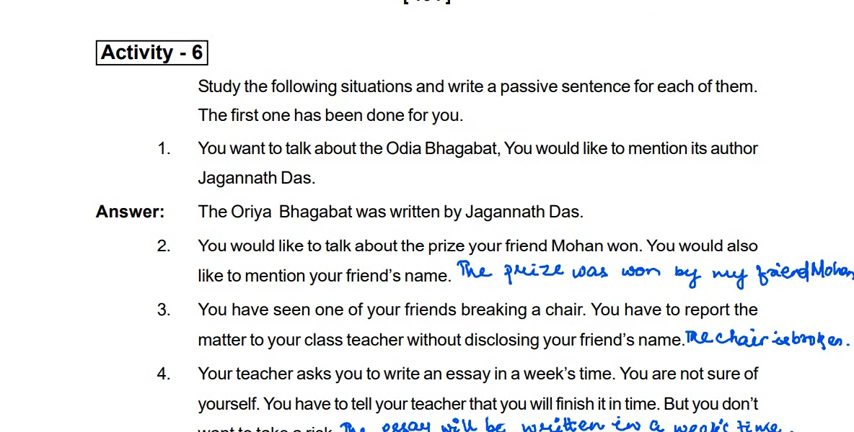 Activity - 6
Study the following situations and write a passive sentence for each of them.
The first one has been done for you.
1. You want to talk about the Odia Bhagabat, You would like to mention its author
Jagannath Das.
Answer: The Oriya Bhagabat was written by Jagannath Das.
2. You would like to talk about the prize your friend Mohan won. You would also
like to mention your friend's name. The prize was won by my friend Mohan
3. You have seen one of your friends breaking a chair. You have to report the
matter to your class teacher without disclosing your friend's name. The chair is broken.
4. Your teacher asks you to write an essay in a week's time. You are not sure of
yourself. You have to tell your teacher that you will finish it in time. But you don't
want to take a risk. The essay will be written in a week's time.